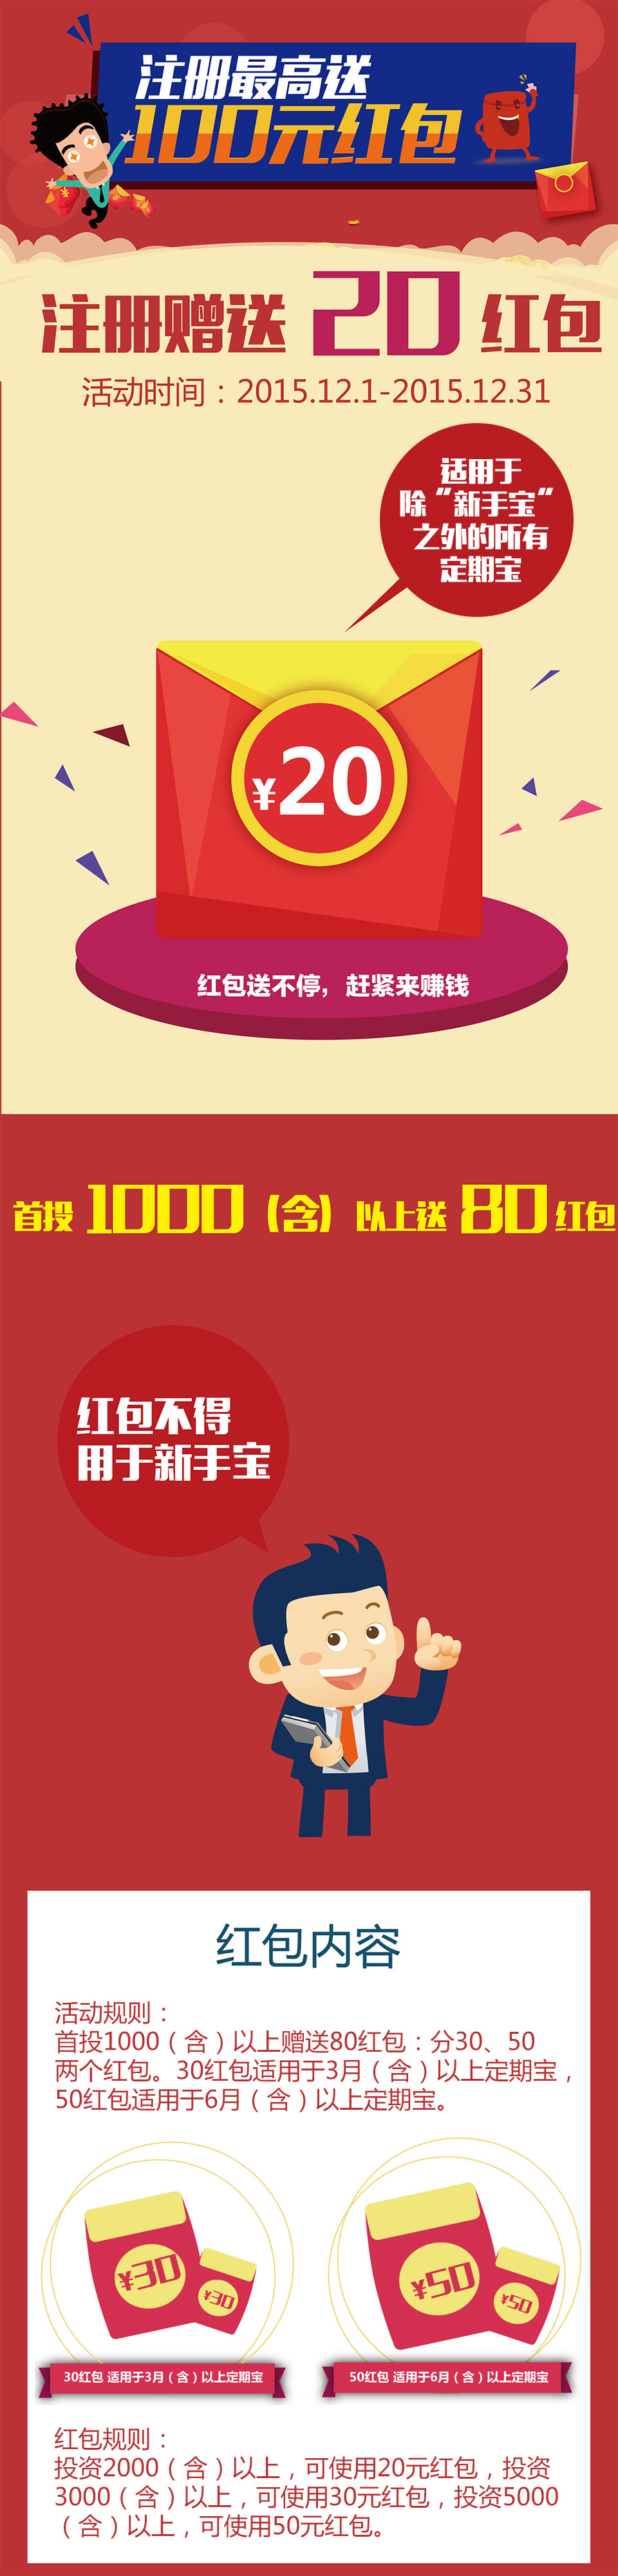 注册最高送
100元红包
注册赠送 20 红包
活动时间：2015.12.1-2015.12.31
适用于
除“新手宝”
之外的所有
定期宝
¥20
红包送不停，赶紧来赚钱
首投 1000（含）以上送 80 红包
红包不得
用于新手宝
红包内容
活动规则：
首投1000（含）以上赠送80红包：分30、50
两个红包。30红包适用于3月（含）以上定期宝，
50红包适用于6月（含）以上定期宝。
¥30
¥30
¥50
¥50
30红包 适用于3月（含）以上定期宝
50红包 适用于6月（含）以上定期宝
红包规则：
投资2000（含）以上，可使用20元红包，投资
3000（含）以上，可使用30元红包，投资5000
（含）以上，可使用50元红包。